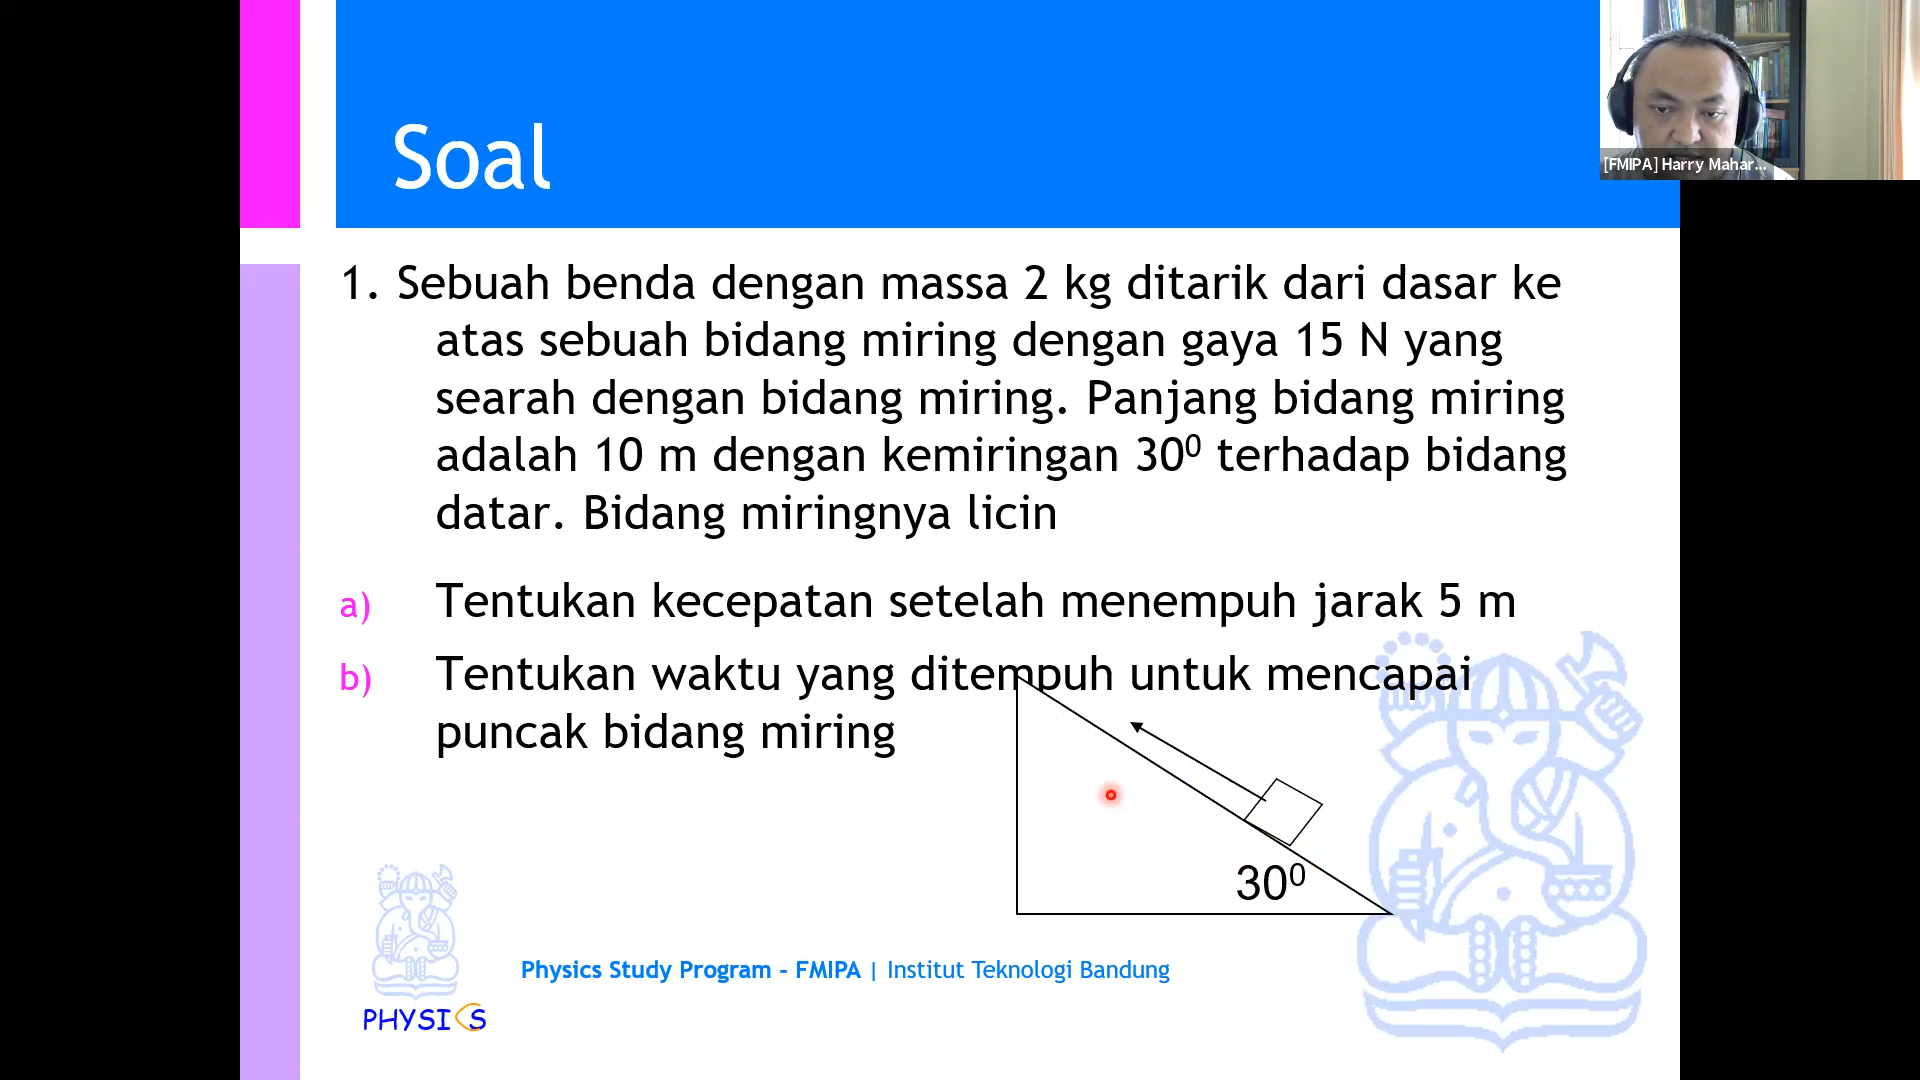 Soal
[FMIPA] Harry Mahar...
1. Sebuah benda dengan massa 2 kg ditarik dari dasar ke
atas sebuah bidang miring dengan gaya 15 N yang
searah dengan bidang miring. Panjang bidang miring
adalah 10 m dengan kemiringan 30⁰ terhadap bidang
datar. Bidang miringnya licin
a) Tentukan kecepatan setelah menempuh jarak 5 m
b) Tentukan waktu yang ditempuh untuk mencapai
puncak bidang miring
30⁰
Physics Study Program - FMIPA | Institut Teknologi Bandung
PHYSICS